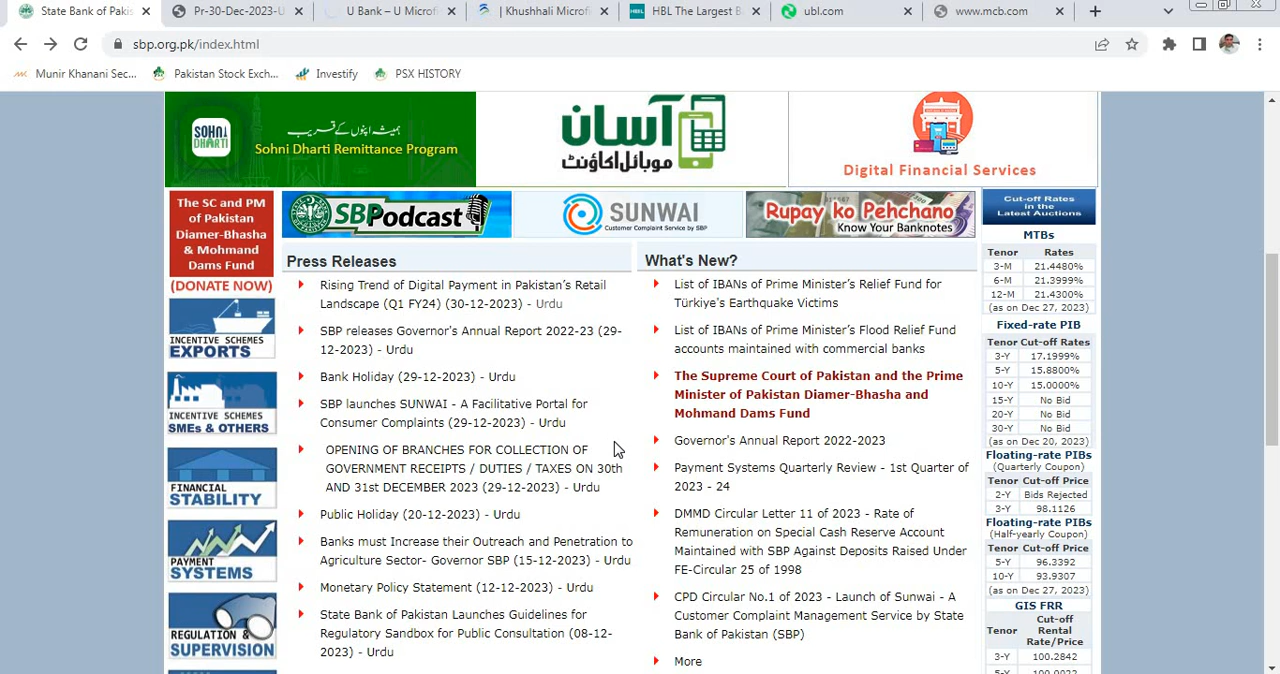 State Bank of Pakis
Pr-30-Dec-2023-U
U Bank – U Microf
| Khushhali Microfi
HBL
HBL The Largest B
ubl.com
www.mcb.com
sbp.org.pk/index.html
Munir Khanani Sec...
Pakistan Stock Exch...
Investify
PSX HISTORY
SOHNI DHARTI
ہمیشہ اپنوں کے قریب
Sohni Dharti Remittance Program
آسان
موبائل اکاؤنٹ
Digital Financial Services
The SC and PM
of Pakistan
Diamer-Bhasha
& Mohmand
Dams Fund
(DONATE NOW)
SBPodcast
SUNWAI
Customer Complaint Service by SBP
Rupay ko Pehchano
Know Your Banknotes
Cut-off Rates
in the
Latest Auctions
INCENTIVE SCHEMES
EXPORTS
INCENTIVE SCHEMES
SMEs & OTHERS
FINANCIAL
STABILITY
PAYMENT
SYSTEMS
REGULATION &
SUPERVISION
Press Releases
Rising Trend of Digital Payment in Pakistan’s Retail
Landscape (Q1 FY24) (30-12-2023) - Urdu
SBP releases Governor's Annual Report 2022-23 (29-
12-2023) - Urdu
Bank Holiday (29-12-2023) - Urdu
SBP launches SUNWAI - A Facilitative Portal for
Consumer Complaints (29-12-2023) - Urdu
OPENING OF BRANCHES FOR COLLECTION OF
GOVERNMENT RECEIPTS / DUTIES / TAXES ON 30th
AND 31st DECEMBER 2023 (29-12-2023) - Urdu
Public Holiday (20-12-2023) - Urdu
Banks must Increase their Outreach and Penetration to
Agriculture Sector- Governor SBP (15-12-2023) - Urdu
Monetary Policy Statement (12-12-2023) - Urdu
State Bank of Pakistan Launches Guidelines for
Regulatory Sandbox for Public Consultation (08-12-
2023) - Urdu
What's New?
List of IBANs of Prime Minister’s Relief Fund for
Türkiye’s Earthquake Victims
List of IBANs of Prime Minister’s Flood Relief Fund
accounts maintained with commercial banks
The Supreme Court of Pakistan and the Prime
Minister of Pakistan Diamer-Bhasha and
Mohmand Dams Fund
Governor's Annual Report 2022-2023
Payment Systems Quarterly Review - 1st Quarter of
2023 - 24
DMMD Circular Letter 11 of 2023 - Rate of
Remuneration on Special Cash Reserve Account
Maintained with SBP Against Deposits Raised Under
FE-Circular 25 of 1998
CPD Circular No.1 of 2023 - Launch of Sunwai - A
Customer Complaint Management Service by State
Bank of Pakistan (SBP)
More
MTBs
Tenor Rates
3-M 21.4480%
6-M 21.3999%
12-M 21.4300%
(as on Dec 27, 2023)
Fixed-rate PIB
Tenor Cut-off Rates
3-Y 17.1999%
5-Y 15.8800%
10-Y 15.0000%
15-Y No Bid
20-Y No Bid
30-Y No Bid
(as on Dec 20, 2023)
Floating-rate PIBs
(Quarterly Coupon)
Tenor Cut-off Price
2-Y Bids Rejected
3-Y 98.1126
Floating-rate PIBs
(Half-yearly Coupon)
Tenor Cut-off Price
5-Y 96.3392
10-Y 93.9307
(as on Dec 27, 2023)
GIS FRR
Tenor Cut-off
Rental
Rate/Price
3-Y 100.2842